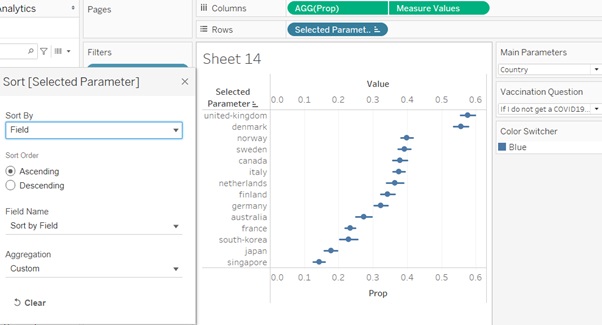 Analytics
Pages
Columns
AGG(Prop)
Measure Values
Rows
Selected Paramet..
Filters
Sort [Selected Parameter]
Sort By
Field
Sort Order
Ascending
Descending
Field Name
Sort by Field
Aggregation
Custom
Clear
Sheet 14
Selected
Parameter
Value
0.0 0.1 0.2 0.3 0.4 0.5 0.6
united-kingdom
denmark
norway
sweden
canada
italy
netherlands
finland
germany
australia
france
south-korea
japan
singapore
0.0 0.1 0.2 0.3 0.4 0.5 0.6
Prop
Main Parameters
Country
Vaccination Question
If I do not get a COVID19...
Color Switcher
Blue